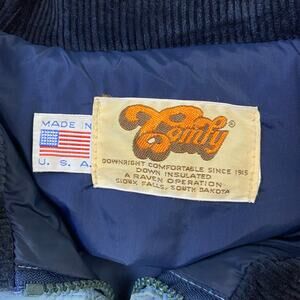 MADE IN
U. S. A.
Comfy®
DOWNRIGHT COMFORTABLE SINCE 1915
DOWN INSULATED
A RAVEN OPERATION
SIOUX FALLS, SOUTH DAKOTA